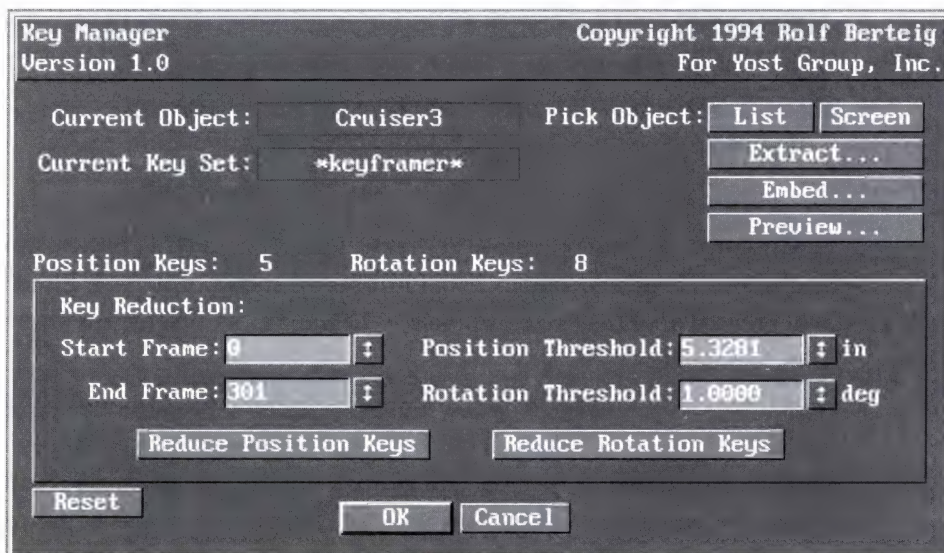 Key Manager Copyright 1994 Rolf Berteig
Version 1.0 For Yost Group, Inc.
Current Object: Cruiser3 Pick Object: List Screen
Current Key Set: *keyframer* Extract...
Embed...
Preview...
Position Keys: 5 Rotation Keys: 8
Key Reduction:
Start Frame: 0 Position Threshold: 5.3281 in
End Frame: 301 Rotation Threshold: 1.0000 deg
Reduce Position Keys Reduce Rotation Keys
Reset
OK Cancel